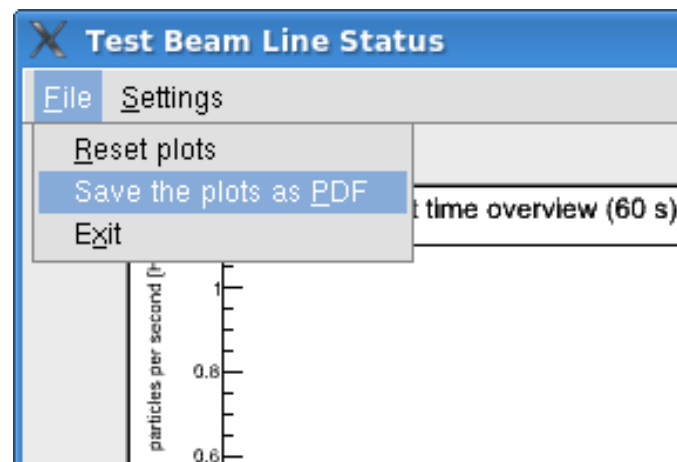 Test Beam Line Status
File Settings
Reset plots
Save the plots as PDF
Exit
time overview (60 s)
particles per second
1
0.8
0.6